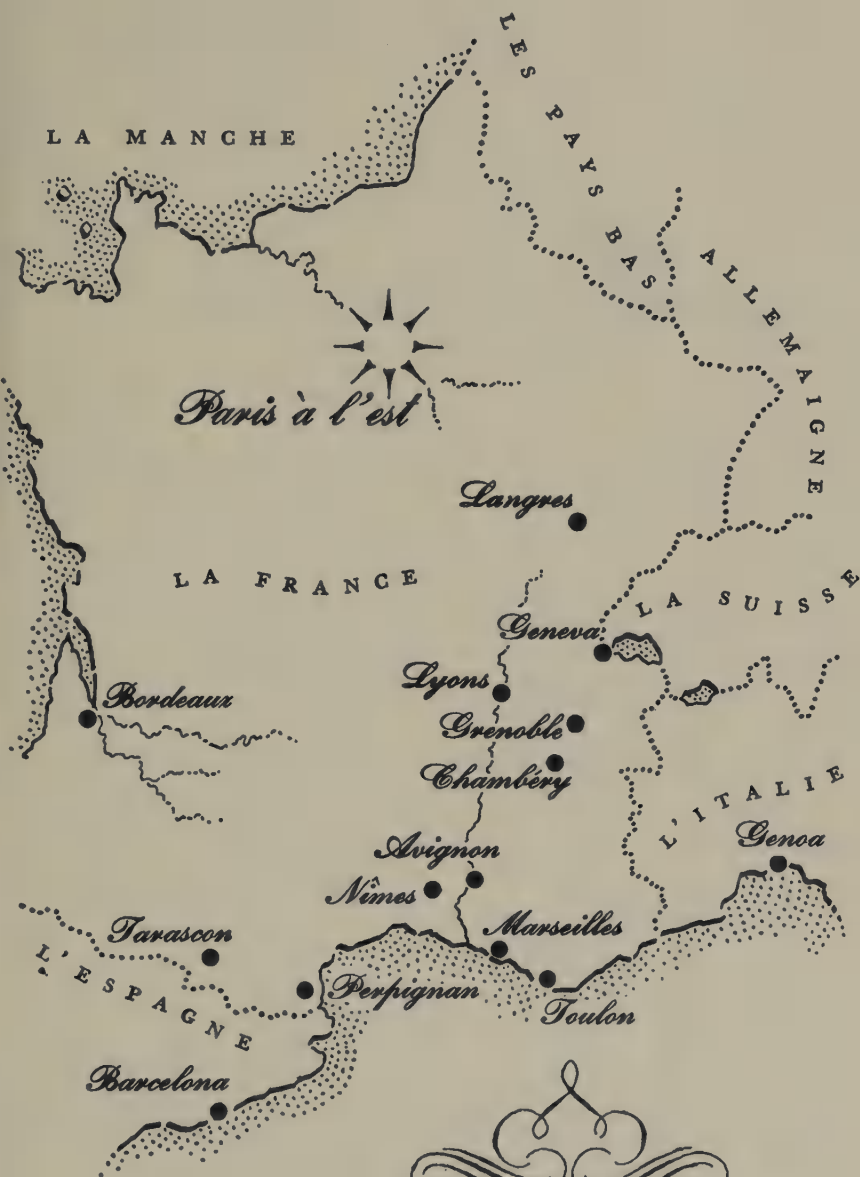 LES PAYS BAS
LA MANCHE
ALLEMAIGNE
Paris à l'est
Langres
LA FRANCE
LA SUISSE
Geneva
Lyons
Bordeaux
Grenoble
Chambéry
L'ITALIE
Genoa
Avignon
Nîmes
Tarascon
Marseilles
L'ESPAGNE
Perpignan
Toulon
Barcelona